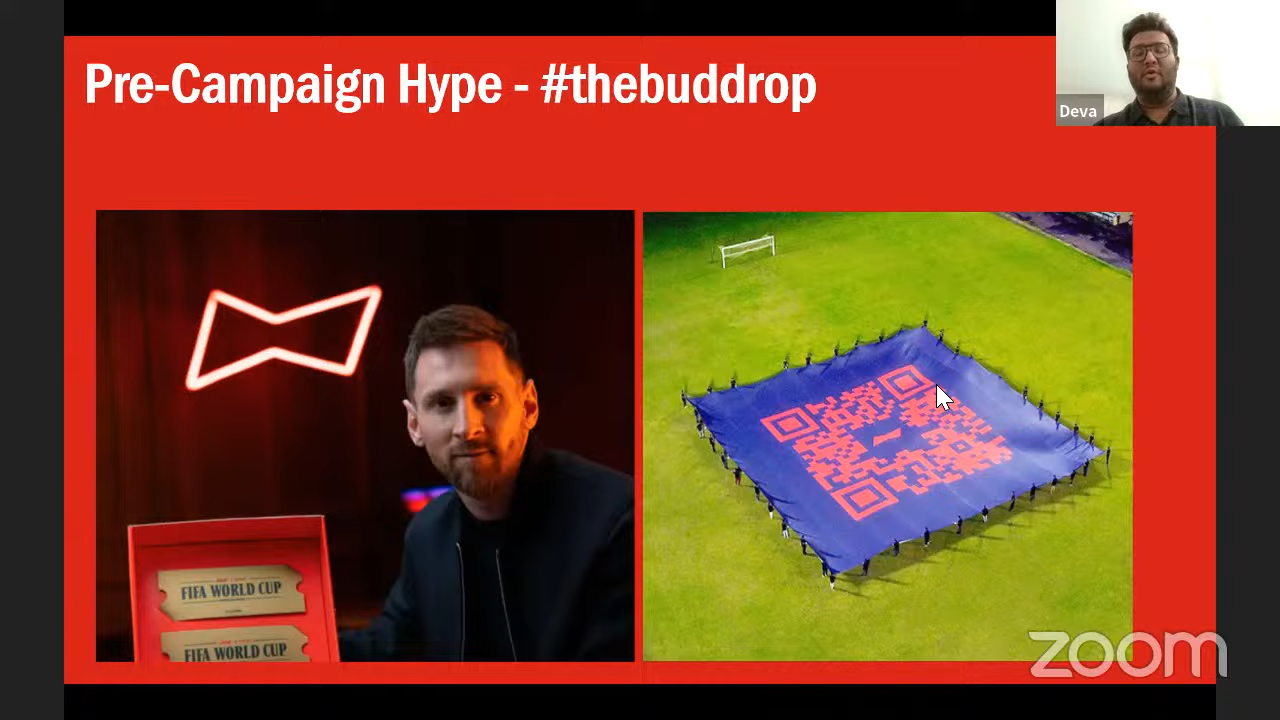 Pre-Campaign Hype - #thebuddrop
Deva
FIFA WORLD CUP
FIFA WORLD CUP
zoom